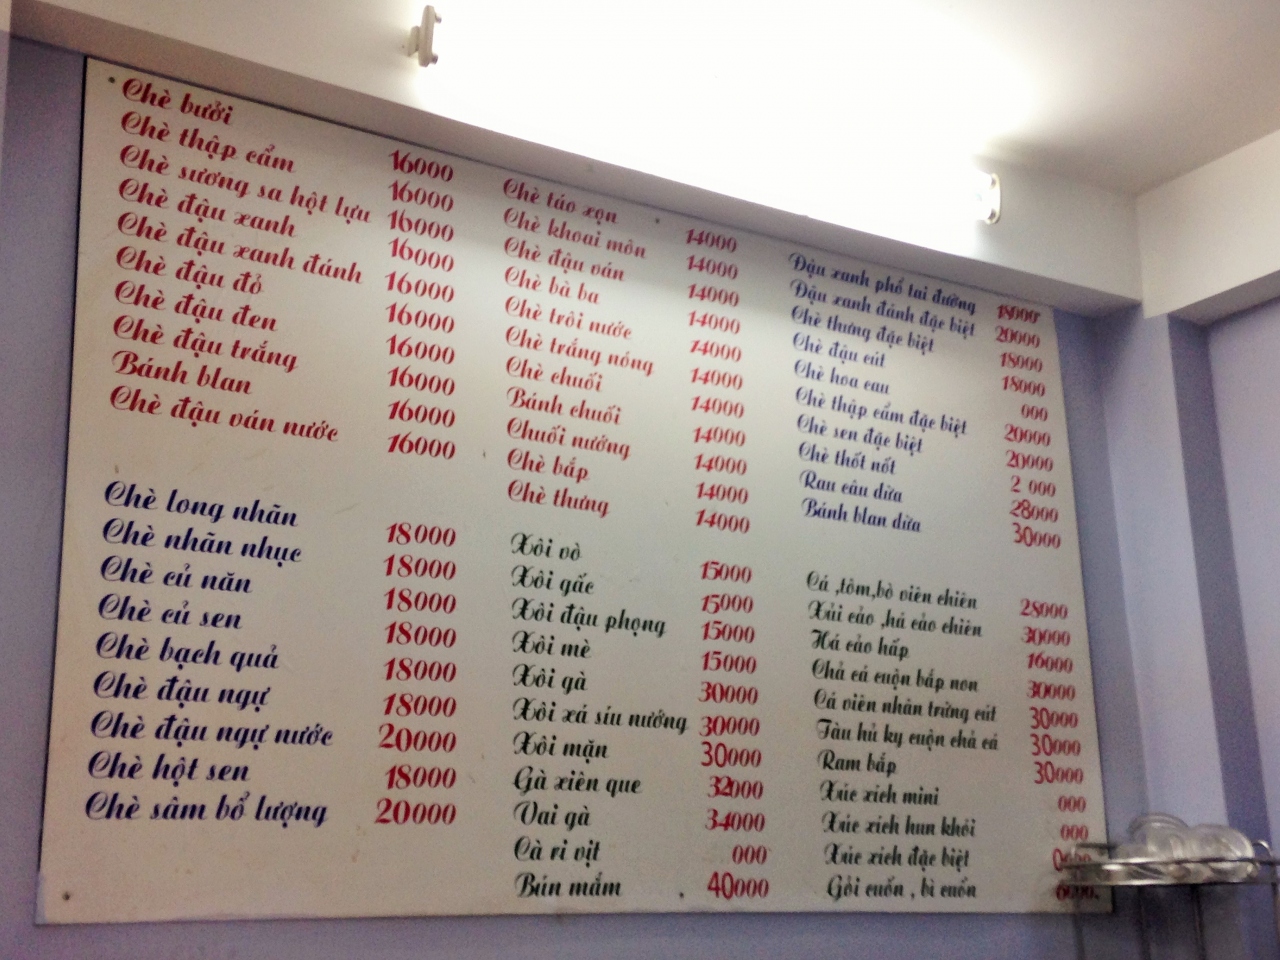 Chè bưởi 16000
Chè thập cẩm 16000
Chè sương sa hột lựu 16000
Chè đậu xanh 16000
Chè đậu xanh đánh 16000
Chè đậu đỏ 16000
Chè đậu đen 16000
Chè đậu trắng 16000
Bánh blan 16000
Chè đậu ván nước 16000
Chè long nhãn 18000
Chè nhãn nhục 18000
Chè củ năn 18000
Chè củ sen 18000
Chè bạch quả 18000
Chè đậu ngự 18000
Chè đậu ngự nước 20000
Chè hột sen 18000
Chè sâm bổ lượng 20000
Chè táo xọn 14000
Chè khoai môn 14000
Chè đậu ván 14000
Chè bà ba 14000
Chè trôi nước 14000
Chè trắng nóng 14000
Chè chuối 14000
Bánh chuối 14000
Chuối nướng 14000
Chè bắp 14000
Chè thưng 14000
Xôi vò 15000
Xôi gấc 15000
Xôi đậu phọng 15000
Xôi mè 15000
Xôi gà 30000
Xôi xá síu nướng 30000
Xôi mặn 30000
Gà xiên que 32000
Vai gà 34000
Cà ri vịt 000
Bún mắm 40000
Đậu xanh phổ tai đường 18000
Đậu xanh đánh đặc biệt 20000
Chè thưng đặc biệt 18000
Chè đậu cút 18000
Chè hoa cau 000
Chè thập cẩm đặc biệt 20000
Chè sen đặc biệt 20000
Chè thốt nốt 2 000
Rau câu dừa 28000
Bánh blan dừa 30000
Cá ,tôm,bò viên chiên 28000
Xủi cảo ,há cảo chiên 30000
Há cảo hấp 16000
Chả cá cuộn bắp non 30000
Cá viên nhân trứng cút 30000
Tàu hủ ky cuộn chả cá 30000
Ram bắp 30000
Xúc xích mini 000
Xúc xích hun khói 000
Xúc xích đặc biệt
Gỏi cuốn , bì cuốn 6000